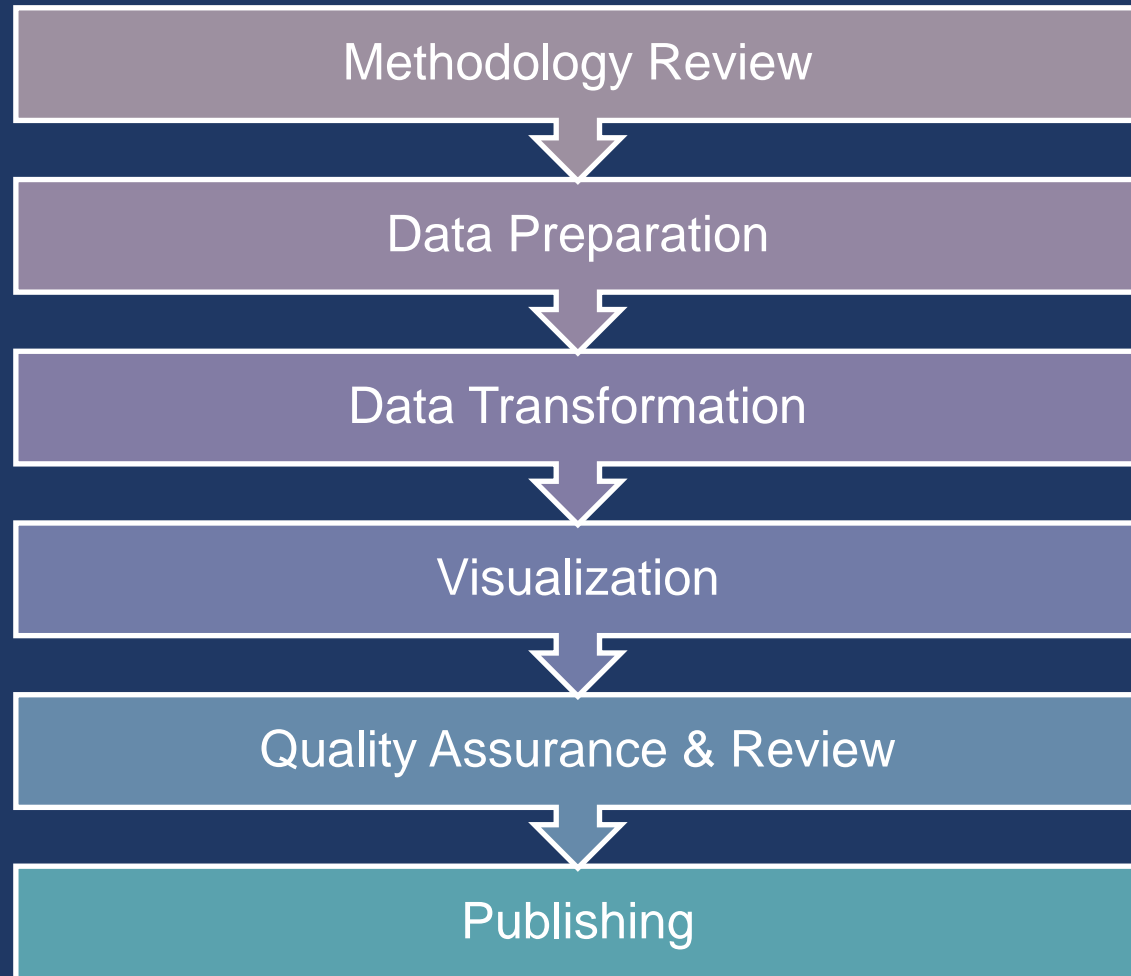 Methodology Review
Data Preparation
Data Transformation
Visualization
Quality Assurance & Review
Publishing